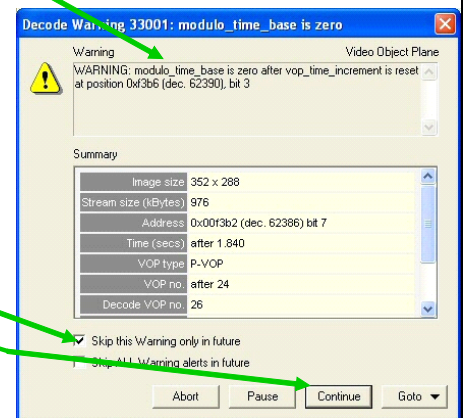 Decode Warning 33001: modulo_time_base is zero
Warning Video Object Plane
WARNING: modulo_time_base is zero after vop_time_increment is reset
at position 0xf3b6 (dec. 62390), bit 3
Summary
Image size 352 x 288
Stream size (kBytes) 976
Address 0x00f3b2 (dec. 62386) bit 7
Time (secs) after 1.840
VOP type P-VOP
VOP no. after 24
Decode VOP no. 26
Skip this Warning only in future
Skip ALL Warning alerts in future
Abort Pause Continue Goto